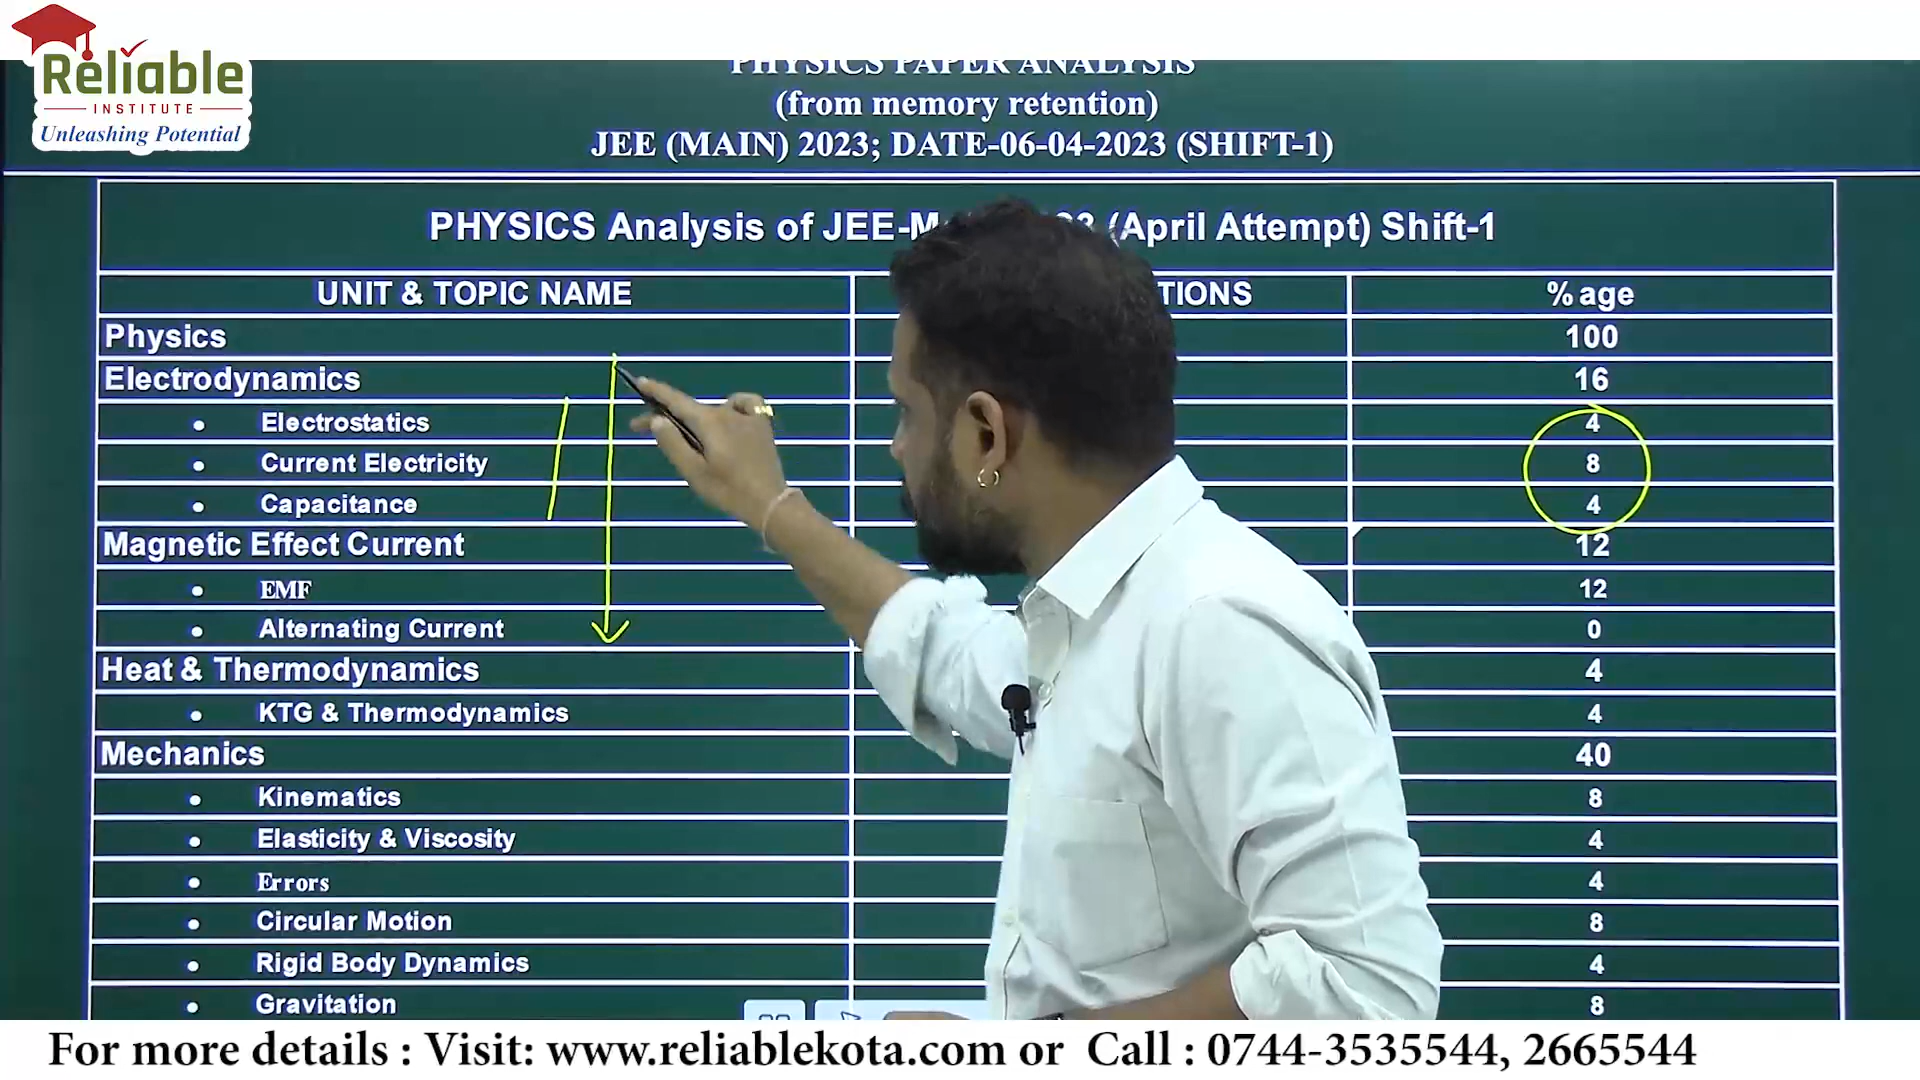 Reliable
INSTITUTE
Unleashing Potential
PHYSICS PAPER ANALYSIS
(from memory retention)
JEE (MAIN) 2023; DATE-06-04-2023 (SHIFT-1)
PHYSICS Analysis of JEE-M 23 (April Attempt) Shift-1
UNIT & TOPIC NAME TIONS %age
Physics 100
Electrodynamics 16
• Electrostatics 4
• Current Electricity 8
• Capacitance 4
Magnetic Effect Current 12
• EMF 12
• Alternating Current 0
Heat & Thermodynamics 4
• KTG & Thermodynamics 4
Mechanics 40
• Kinematics 8
• Elasticity & Viscosity 4
• Errors 4
• Circular Motion 8
• Rigid Body Dynamics 4
• Gravitation 8
For more details : Visit: www.reliablekota.com or Call : 0744-3535544, 2665544